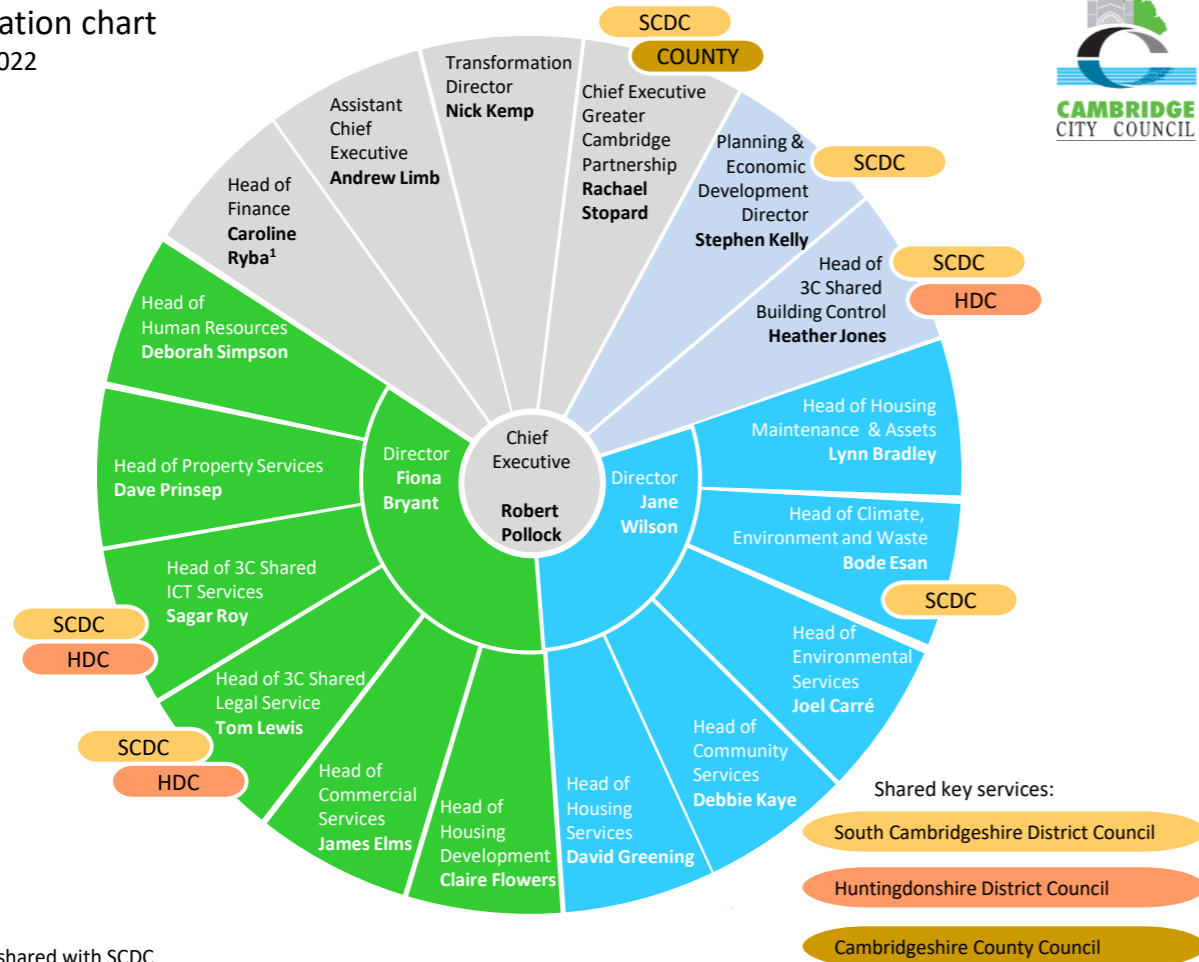 ation chart
022
SCDC
COUNTY
CAMBRIDGE
CITY COUNCIL
Transformation
Director
Nick Kemp
Chief Executive
Greater
Cambridge
Partnership
Rachael
Stopard
Assistant
Chief
Executive
Andrew Limb
Planning &
Economic
Development
Director
Stephen Kelly
SCDC
Head of
Finance
Caroline
Ryba1
Head of
3C Shared
Building Control
Heather Jones
SCDC
HDC
Head of
Human Resources
Deborah Simpson
Head of Housing
Maintenance & Assets
Lynn Bradley
Chief
Executive
Robert
Pollock
Director
Fiona
Bryant
Director
Jane
Wilson
Head of Property Services
Dave Prinsep
Head of Climate,
Environment and Waste
Bode Esan
SCDC
Head of 3C Shared
ICT Services
Sagar Roy
SCDC
HDC
Head of
Environmental
Services
Joel Carré
Head of 3C Shared
Legal Service
Tom Lewis
SCDC
HDC
Head of
Community
Services
Debbie Kaye
Head of
Commercial
Services
James Elms
Head of
Housing
Development
Claire Flowers
Head of
Housing
Services
David Greening
Shared key services:
South Cambridgeshire District Council
Huntingdonshire District Council
Cambridgeshire County Council
shared with SCDC